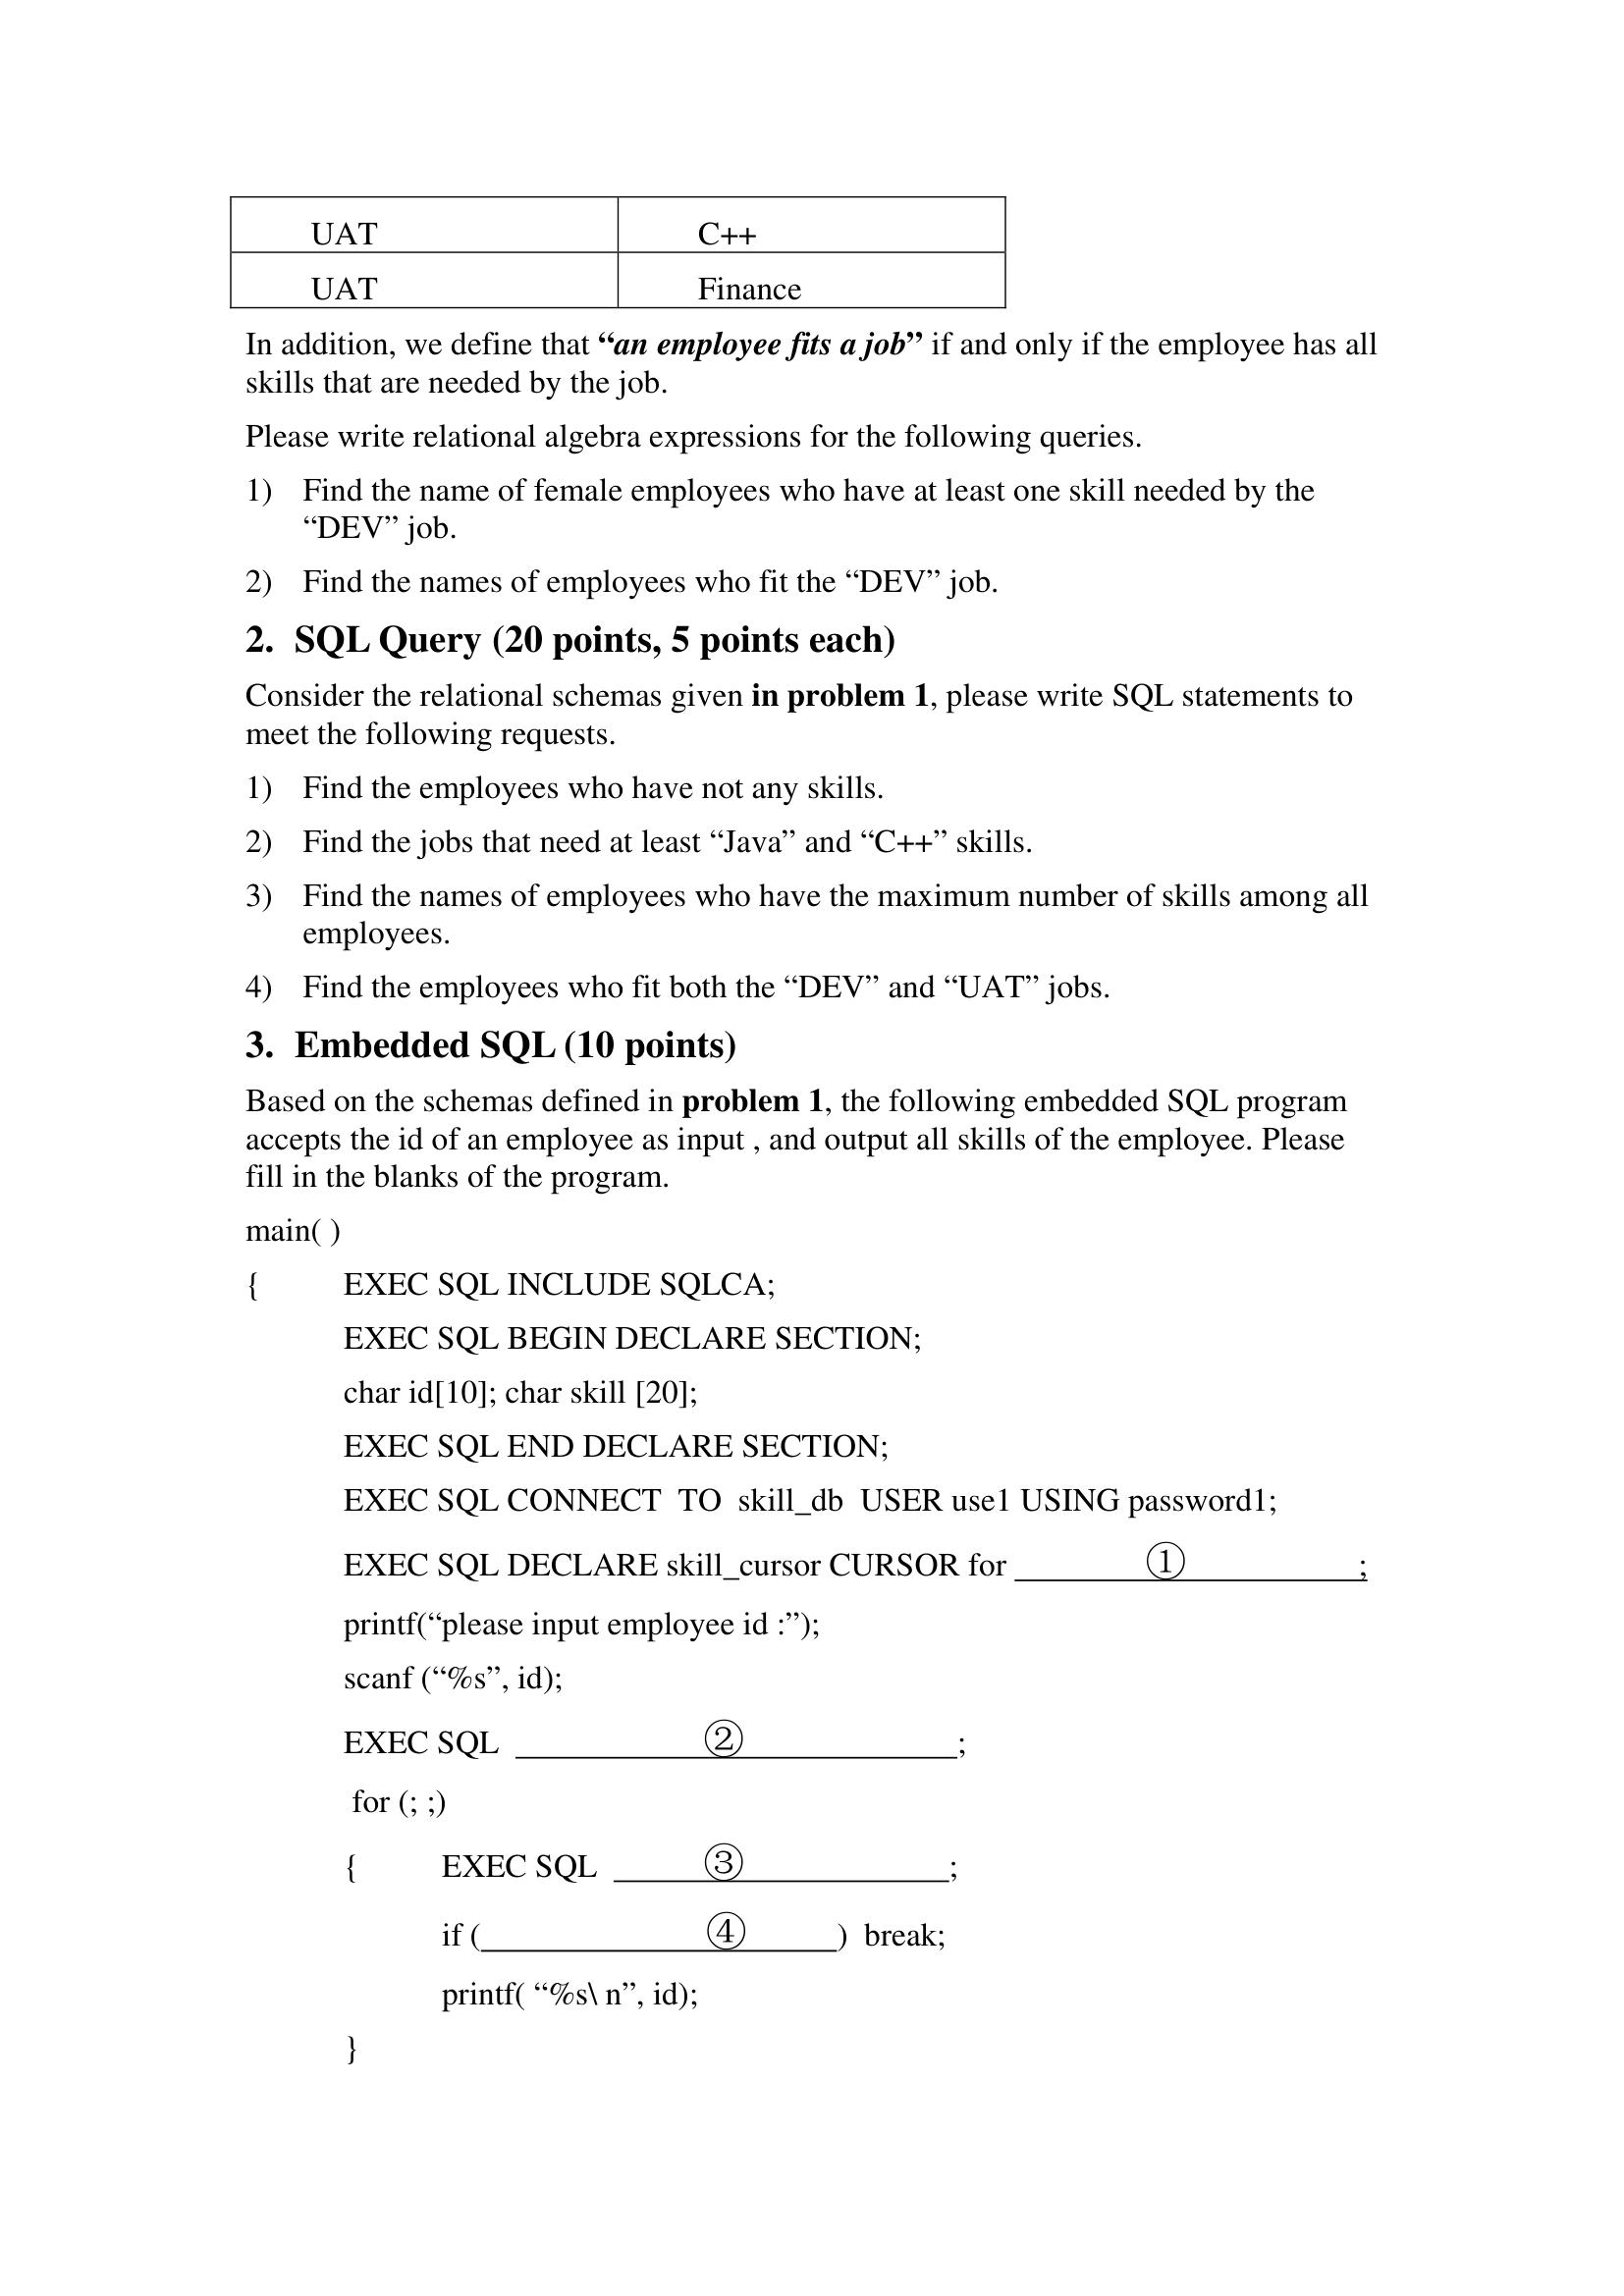 UAT C++
UAT Finance
In addition, we define that “an employee fits a job” if and only if the employee has all
skills that are needed by the job.
Please write relational algebra expressions for the following queries.
1) Find the name of female employees who have at least one skill needed by the
“DEV” job.
2) Find the names of employees who fit the “DEV” job.
2. SQL Query (20 points, 5 points each)
Consider the relational schemas given in problem 1, please write SQL statements to
meet the following requests.
1) Find the employees who have not any skills.
2) Find the jobs that need at least “Java” and “C++” skills.
3) Find the names of employees who have the maximum number of skills among all
employees.
4) Find the employees who fit both the “DEV” and “UAT” jobs.
3. Embedded SQL (10 points)
Based on the schemas defined in problem 1, the following embedded SQL program
accepts the id of an employee as input , and output all skills of the employee. Please
fill in the blanks of the program.
main( )
{ EXEC SQL INCLUDE SQLCA;
EXEC SQL BEGIN DECLARE SECTION;
char id[10]; char skill [20];
EXEC SQL END DECLARE SECTION;
EXEC SQL CONNECT TO skill_db USER use1 USING password1;
EXEC SQL DECLARE skill_cursor CURSOR for ① ;
printf(“please input employee id :”);
scanf (“%s”, id);
EXEC SQL ② ;
for (; ;)
{ EXEC SQL ③ ;
if ( ④ ) break;
printf( “%s\ n”, id);
}